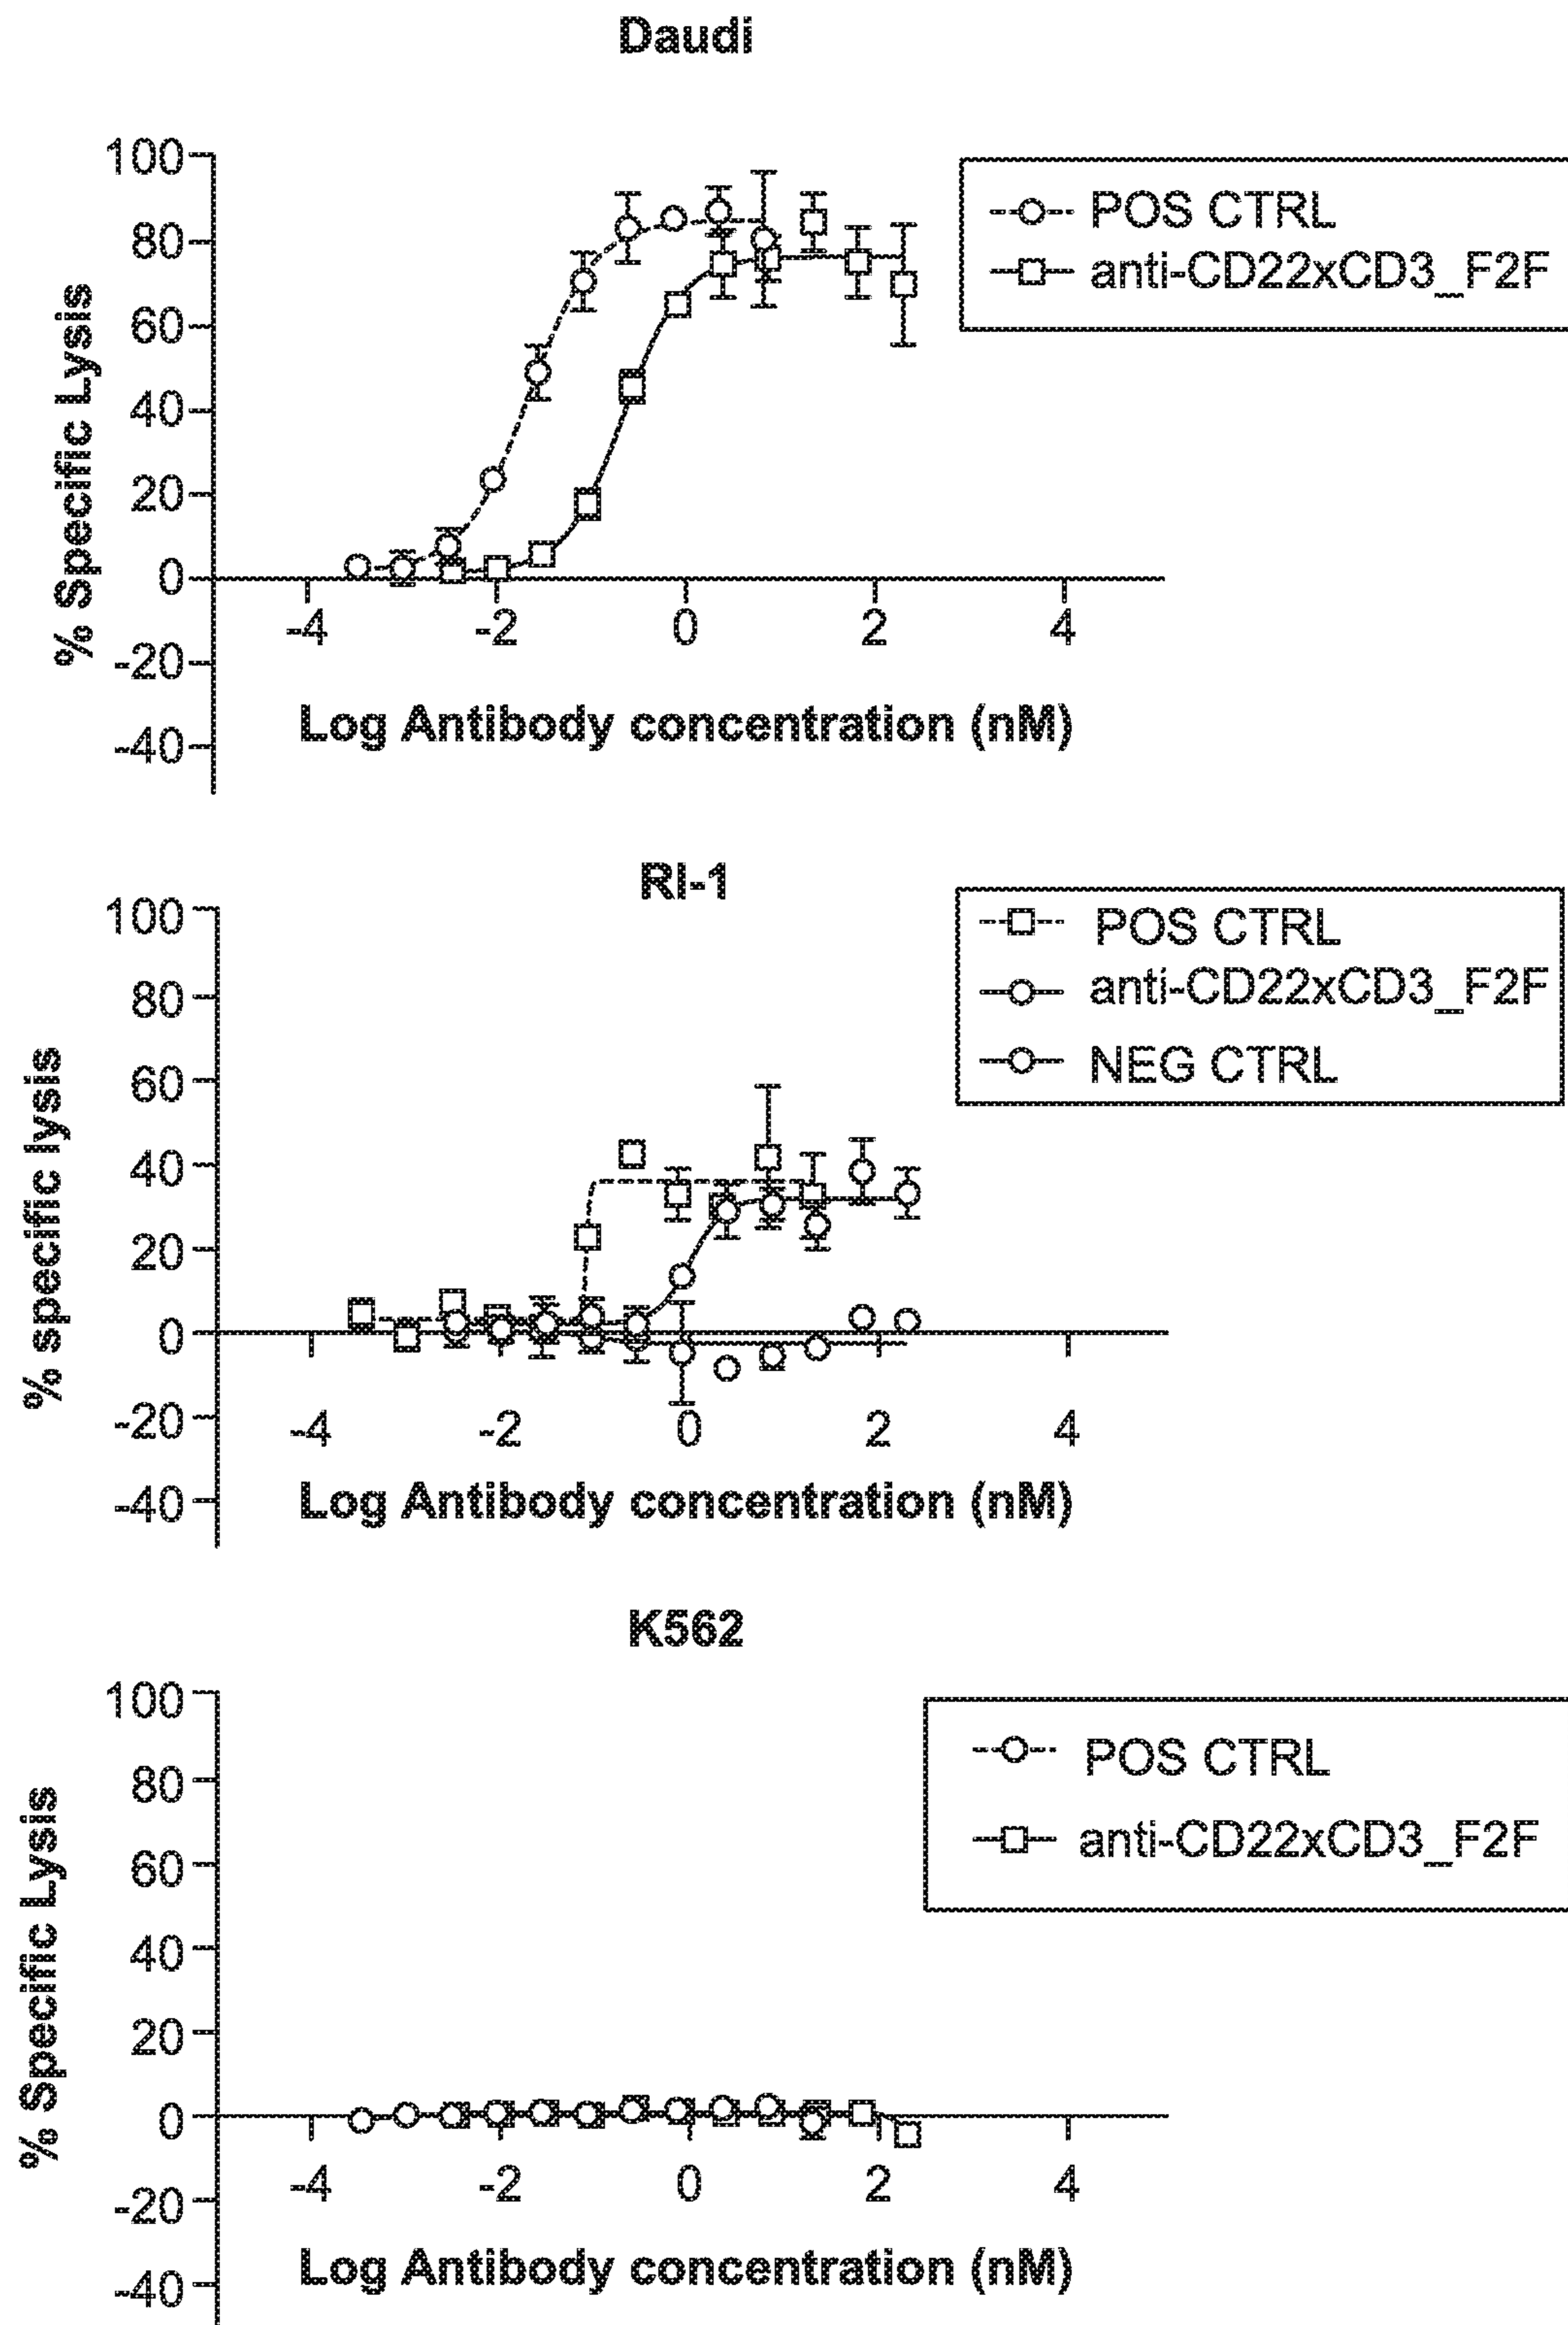 Daudi
100
80
60
40
20
0
-20
-40
% Specific Lysis
-4 -2 0 2 4
Log Antibody concentration (nM)
POS CTRL
anti-CD22xCD3_F2F
RI-1
100
80
60
40
20
0
-20
-40
% specific lysis
-4 -2 0 2 4
Log Antibody concentration (nM)
POS CTRL
anti-CD22xCD3_F2F
NEG CTRL
K562
100
80
60
40
20
0
-20
-40
% Specific Lysis
-4 -2 0 2 4
Log Antibody concentration (nM)
POS CTRL
anti-CD22xCD3_F2F